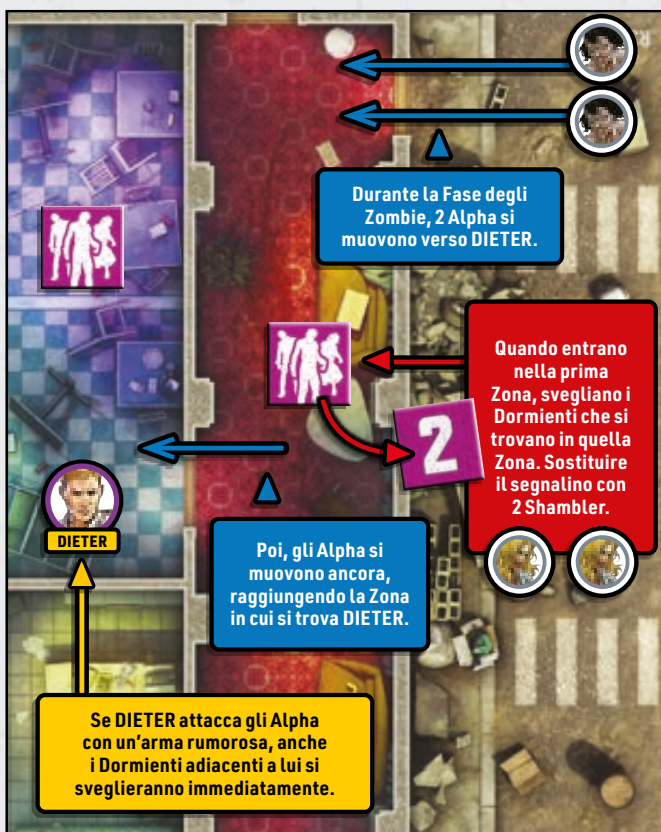 Durante la Fase degli
Zombie, 2 Alpha si
muovono verso DIETER.
Quando entrano
nella prima
Zona, svegliano i
Dormienti che si
trovano in quella
Zona. Sostituire
il segnalino con
2 Shambler.
2
DIETER
Poi, gli Alpha si
muovono ancora,
raggiungendo la Zona
in cui si trova DIETER.
Se DIETER attacca gli Alpha
con un'arma rumorosa, anche
i Dormienti adiacenti a lui si
sveglieranno immediatamente.